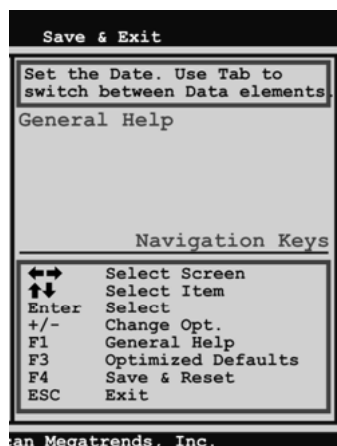 Save & Exit
Set the Date. Use Tab to
switch between Data elements.
General Help
Navigation Keys
←→ Select Screen
↑↓ Select Item
Enter Select
+/- Change Opt.
F1 General Help
F3 Optimized Defaults
F4 Save & Reset
ESC Exit
can Megatrends, Inc.